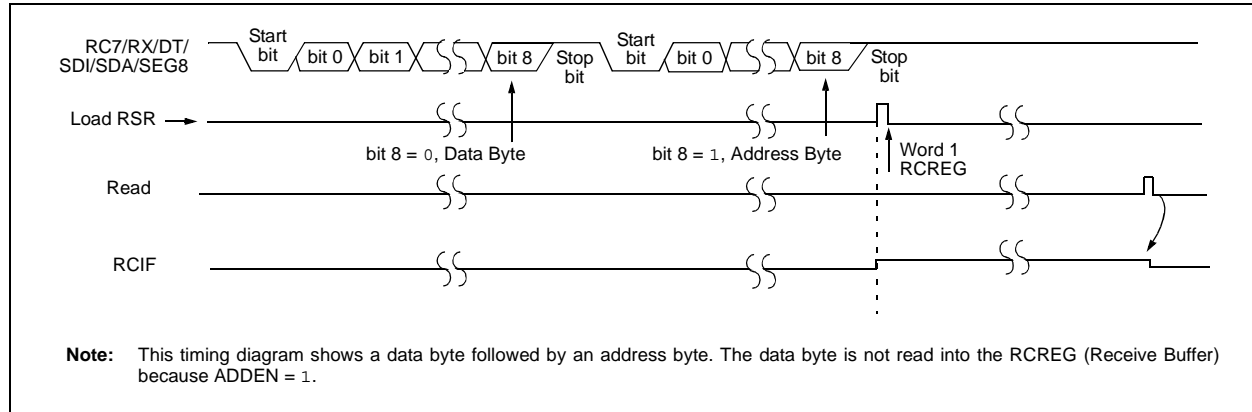 RC7/RX/DT/
SDI/SDA/SEG8
Start
bit
bit 0
bit 1
bit 8
Stop
bit
Start
bit
bit 0
bit 8
Stop
bit
Load RSR
bit 8 = 0, Data Byte
bit 8 = 1, Address Byte
Word 1
RCREG
Read
RCIF
Note: This timing diagram shows a data byte followed by an address byte. The data byte is not read into the RCREG (Receive Buffer)
because ADDEN = 1.